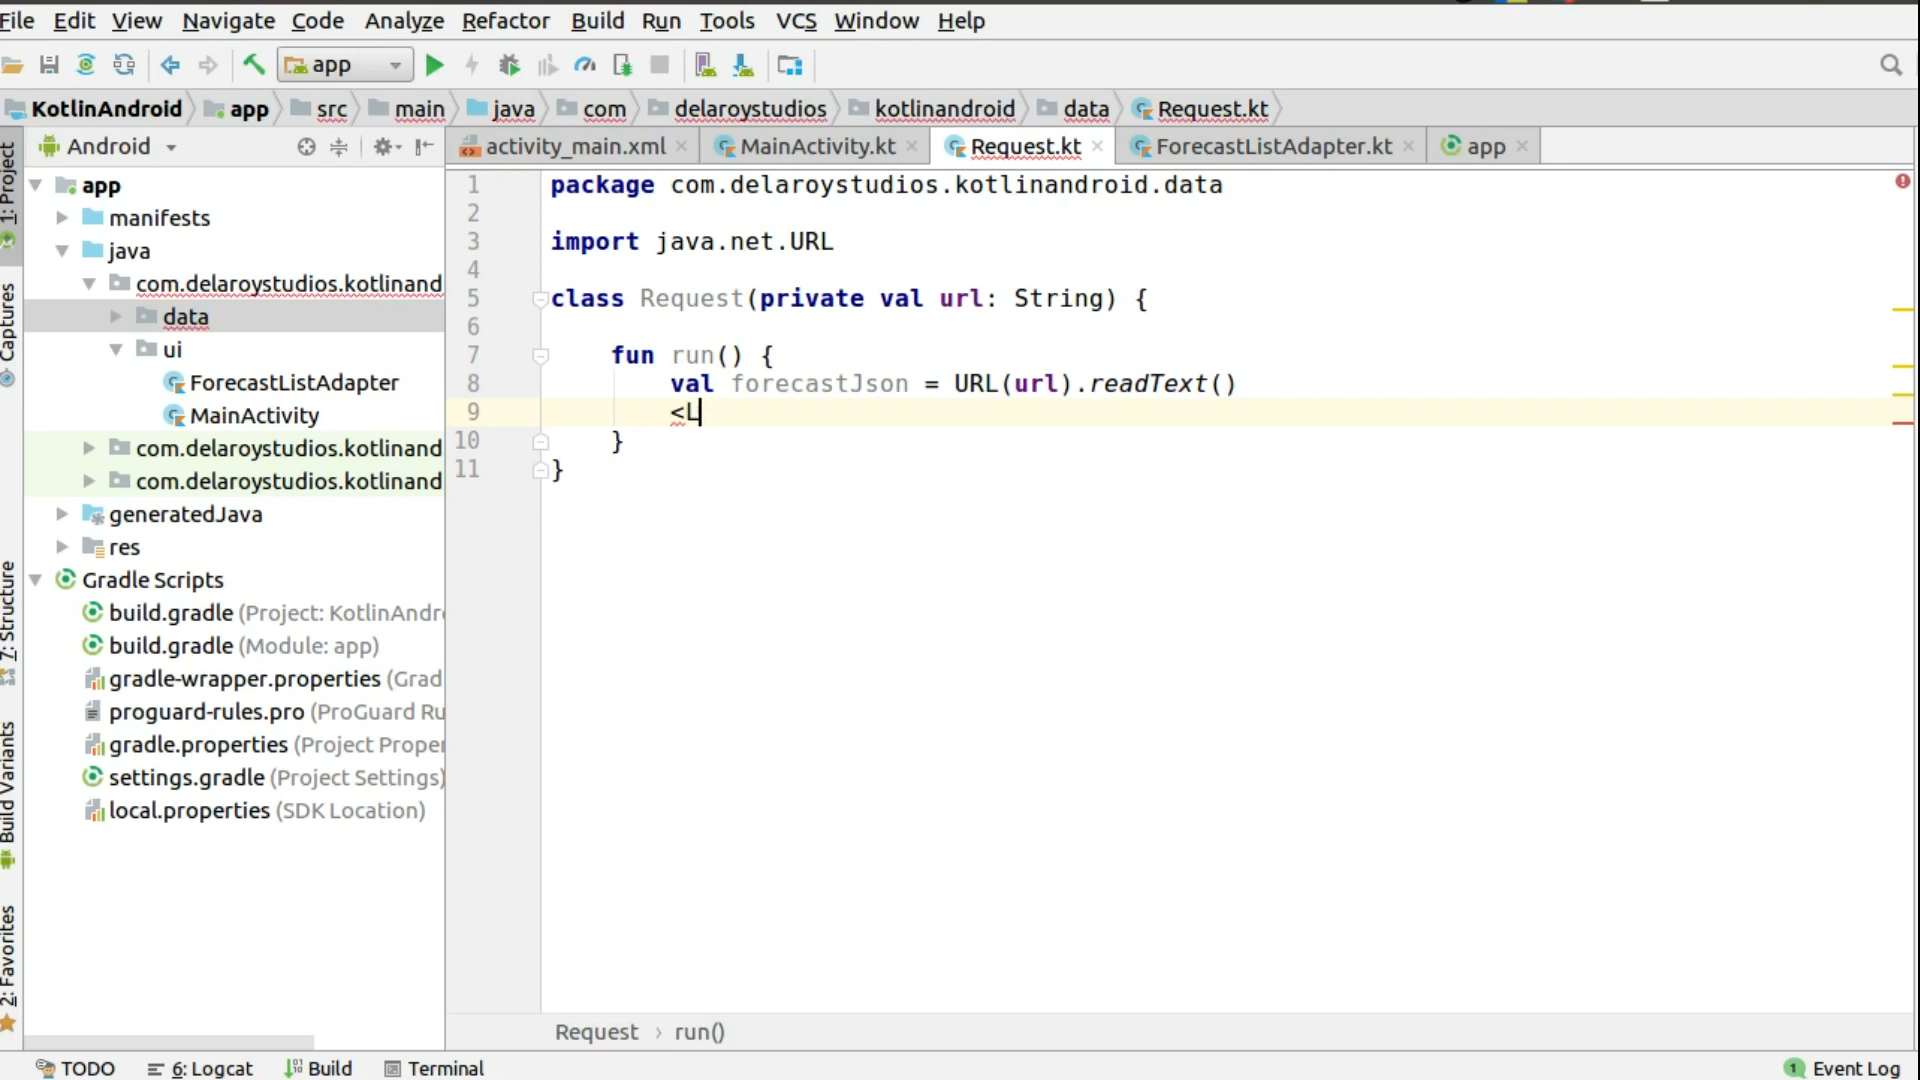 File Edit View Navigate Code Analyze Refactor Build Run Tools VCS Window Help
app
KotlinAndroid app src main java com delaroystudios kotlinandroid data Request.kt
Android
activity_main.xml MainActivity.kt Request.kt ForecastListAdapter.kt app
1: Project
Captures
7: Structure
Build Variants
2: Favorites
app
manifests
java
com.delaroystudios.kotlinand
data
ui
ForecastListAdapter
MainActivity
com.delaroystudios.kotlinand
com.delaroystudios.kotlinand
generatedJava
res
Gradle Scripts
build.gradle (Project: KotlinAndro
build.gradle (Module: app)
gradle-wrapper.properties (Grad
proguard-rules.pro (ProGuard Ru
gradle.properties (Project Proper
settings.gradle (Project Settings)
local.properties (SDK Location)
1 package com.delaroystudios.kotlinandroid.data
2
3 import java.net.URL
4
5 class Request(private val url: String) {
6
7 fun run() {
8 val forecastJson = URL(url).readText()
9 <L
10 }
11 }
Request › run()
TODO 6: Logcat Build Terminal 1 Event Log